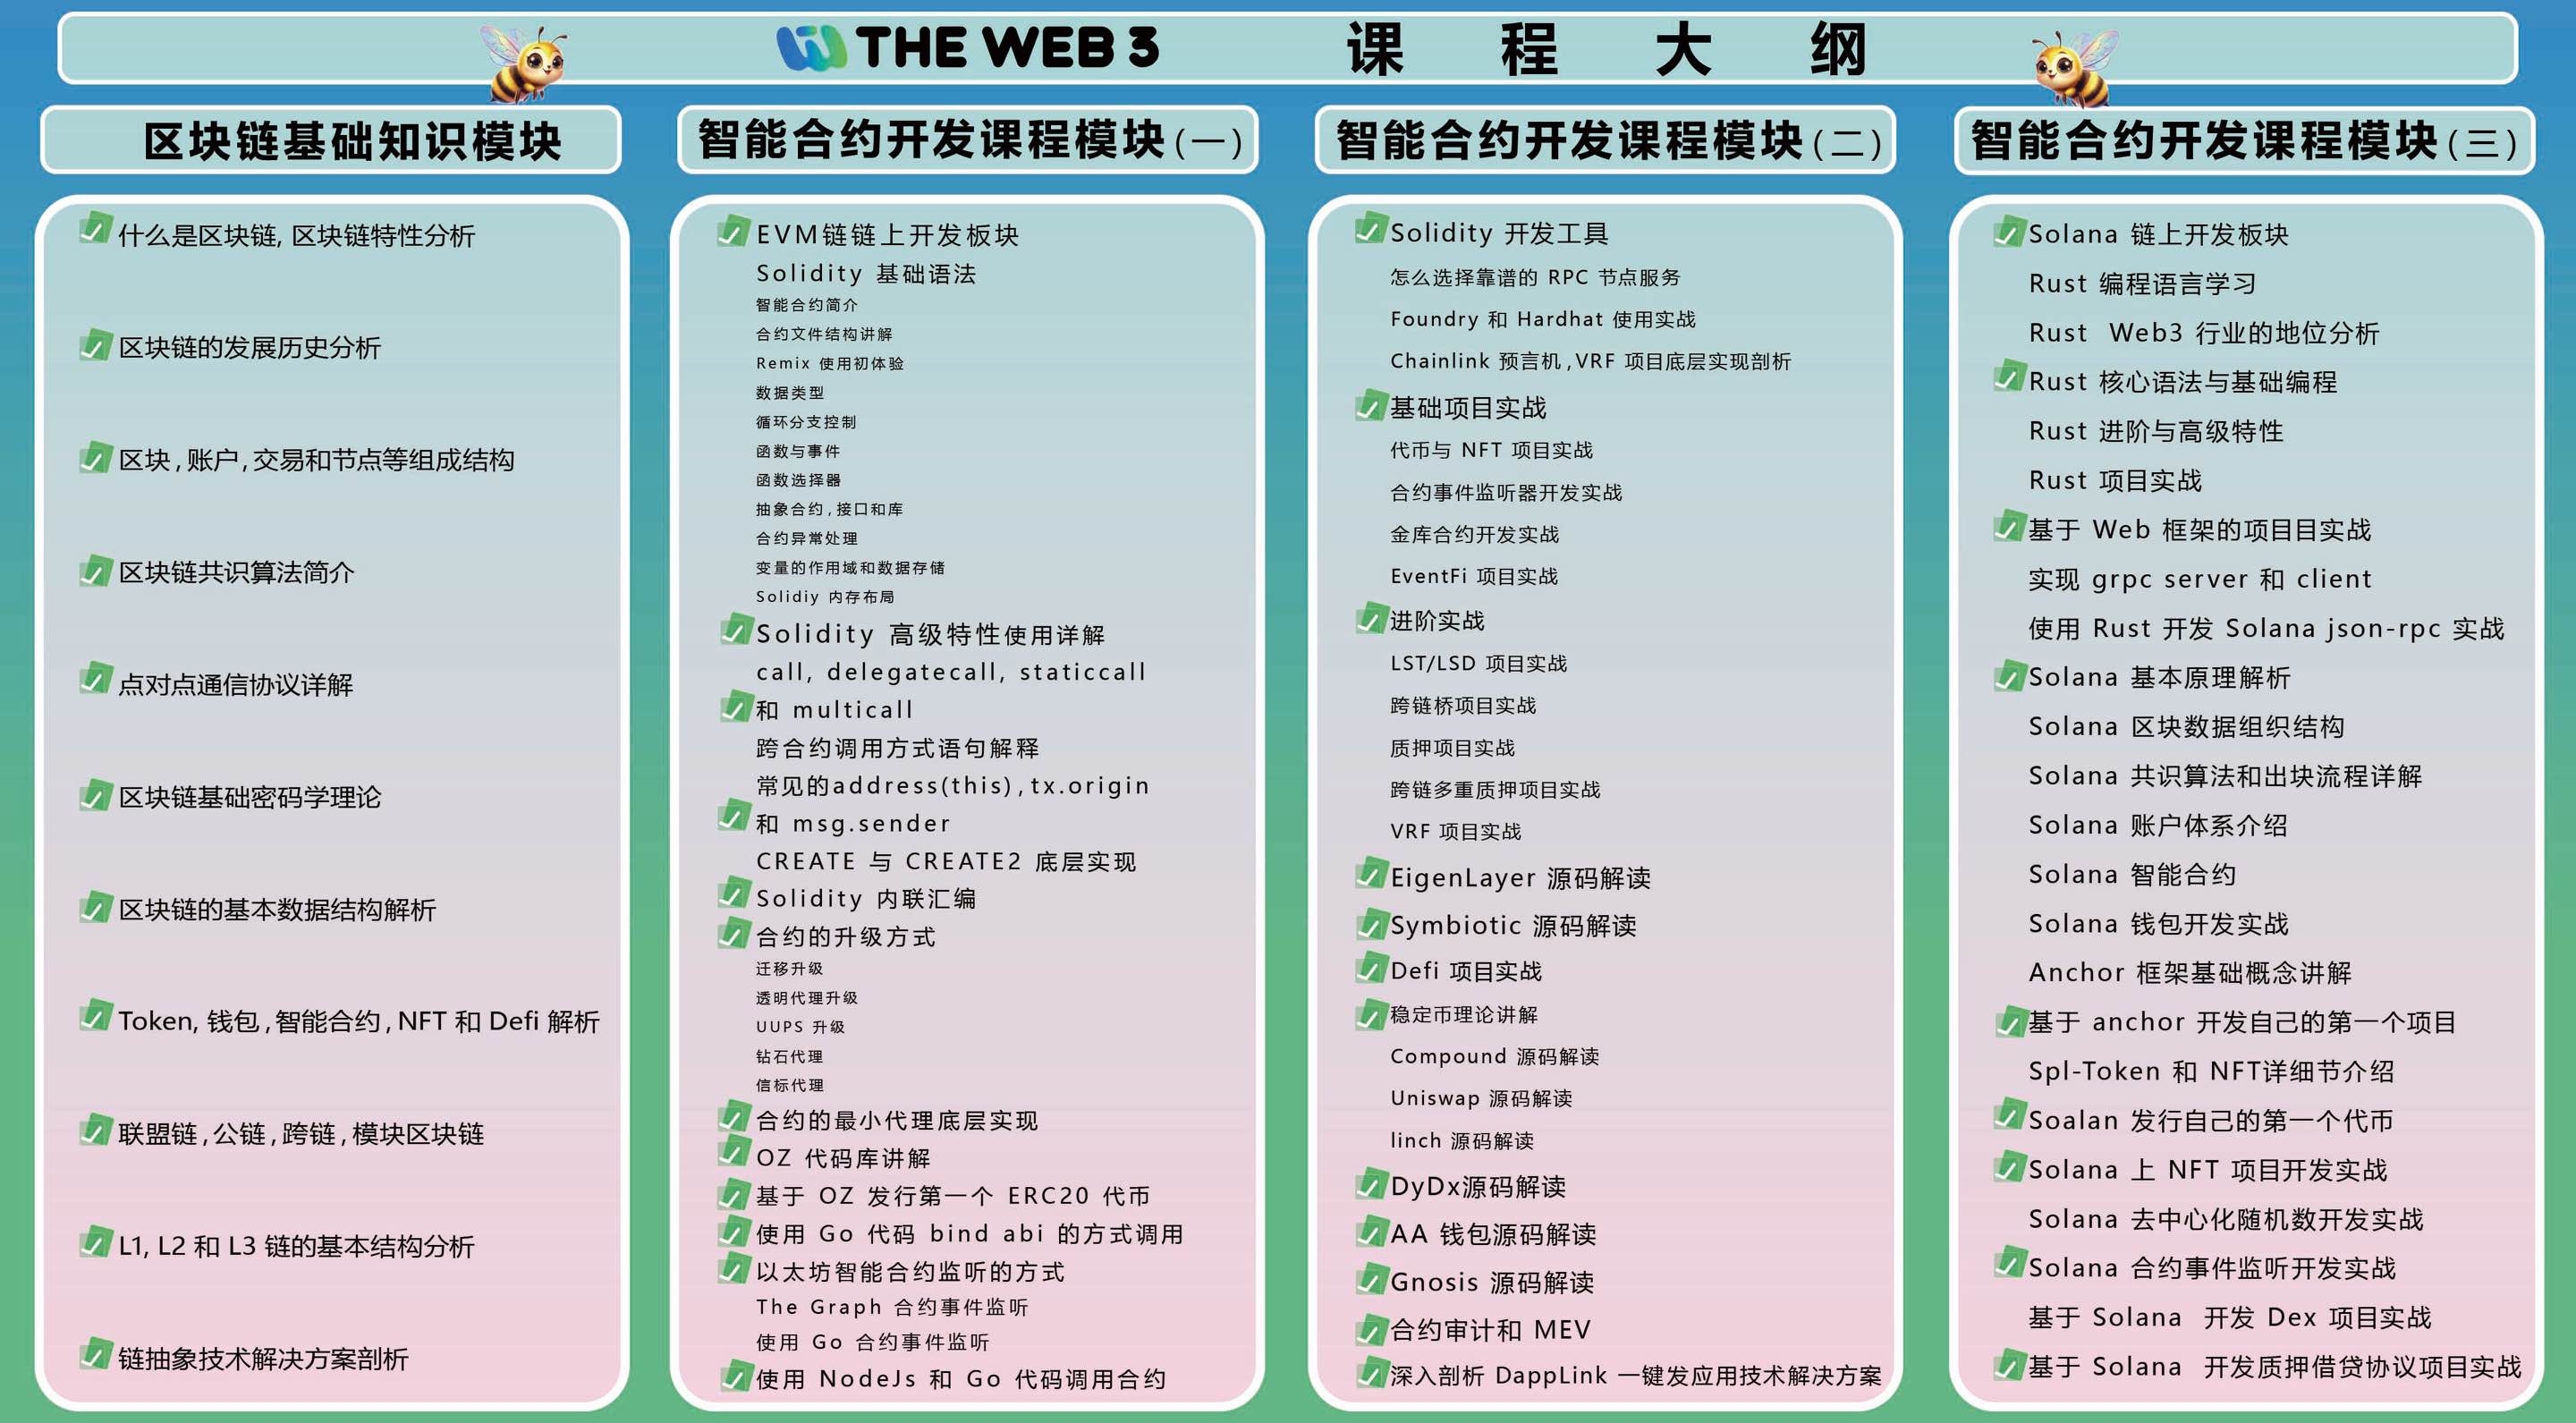 THE WEB 3 课程大纲
区块链基础知识模块
什么是区块链, 区块链特性分析
区块链的发展历史分析
区块,账户,交易和节点等组成结构
区块链共识算法简介
点对点通信协议详解
区块链基础密码学理论
区块链的基本数据结构解析
Token, 钱包,智能合约, NFT 和 Defi 解析
联盟链,公链,跨链,模块区块链
L1, L2 和 L3 链的基本结构分析
链抽象技术解决方案剖析
智能合约开发课程模块(一)
EVM链链上开发板块
Solidity 基础语法
智能合约简介
合约文件结构讲解
Remix 使用初体验
数据类型
循环分支控制
函数与事件
函数选择器
抽象合约,接口和库
合约异常处理
变量的作用域和数据存储
Solidiy 内存布局
Solidity 高级特性使用详解
call, delegatecall, staticcall
和 multicall
跨合约调用方式语句解释
常见的address(this),tx.origin
和 msg.sender
CREATE 与 CREATE2 底层实现
Solidity 内联汇编
合约的升级方式
迁移升级
透明代理升级
UUPS 升级
钻石代理
信标代理
合约的最小代理底层实现
OZ 代码库讲解
基于 OZ 发行第一个 ERC20 代币
使用 Go 代码 bind abi 的方式调用
以太坊智能合约监听的方式
The Graph 合约事件监听
使用 Go 合约事件监听
使用 NodeJs 和 Go 代码调用合约
智能合约开发课程模块(二)
Solidity 开发工具
怎么选择靠谱的 RPC 节点服务
Foundry 和 Hardhat 使用实战
Chainlink 预言机,VRF 项目底层实现剖析
基础项目实战
代币与 NFT 项目实战
合约事件监听器开发实战
金库合约开发实战
EventFi 项目实战
进阶实战
LST/LSD 项目实战
跨链桥项目实战
质押项目实战
跨链多重质押项目实战
VRF 项目实战
EigenLayer 源码解读
Symbiotic 源码解读
Defi 项目实战
稳定币理论讲解
Compound 源码解读
Uniswap 源码解读
linch 源码解读
DyDx源码解读
AA 钱包源码解读
Gnosis 源码解读
合约审计和 MEV
深入剖析 DappLink 一键发应用技术解决方案
智能合约开发课程模块(三)
Solana 链上开发板块
Rust 编程语言学习
Rust Web3 行业的地位分析
Rust 核心语法与基础编程
Rust 进阶与高级特性
Rust 项目实战
基于 Web 框架的项目目实战
实现 grpc server 和 client
使用 Rust 开发 Solana json-rpc 实战
Solana 基本原理解析
Solana 区块数据组织结构
Solana 共识算法和出块流程详解
Solana 账户体系介绍
Solana 智能合约
Solana 钱包开发实战
Anchor 框架基础概念讲解
基于 anchor 开发自己的第一个项目
Spl-Token 和 NFT详细节介绍
Soalan 发行自己的第一个代币
Solana 上 NFT 项目开发实战
Solana 去中心化随机数开发实战
Solana 合约事件监听开发实战
基于 Solana 开发 Dex 项目实战
基于 Solana 开发质押借贷协议项目实战